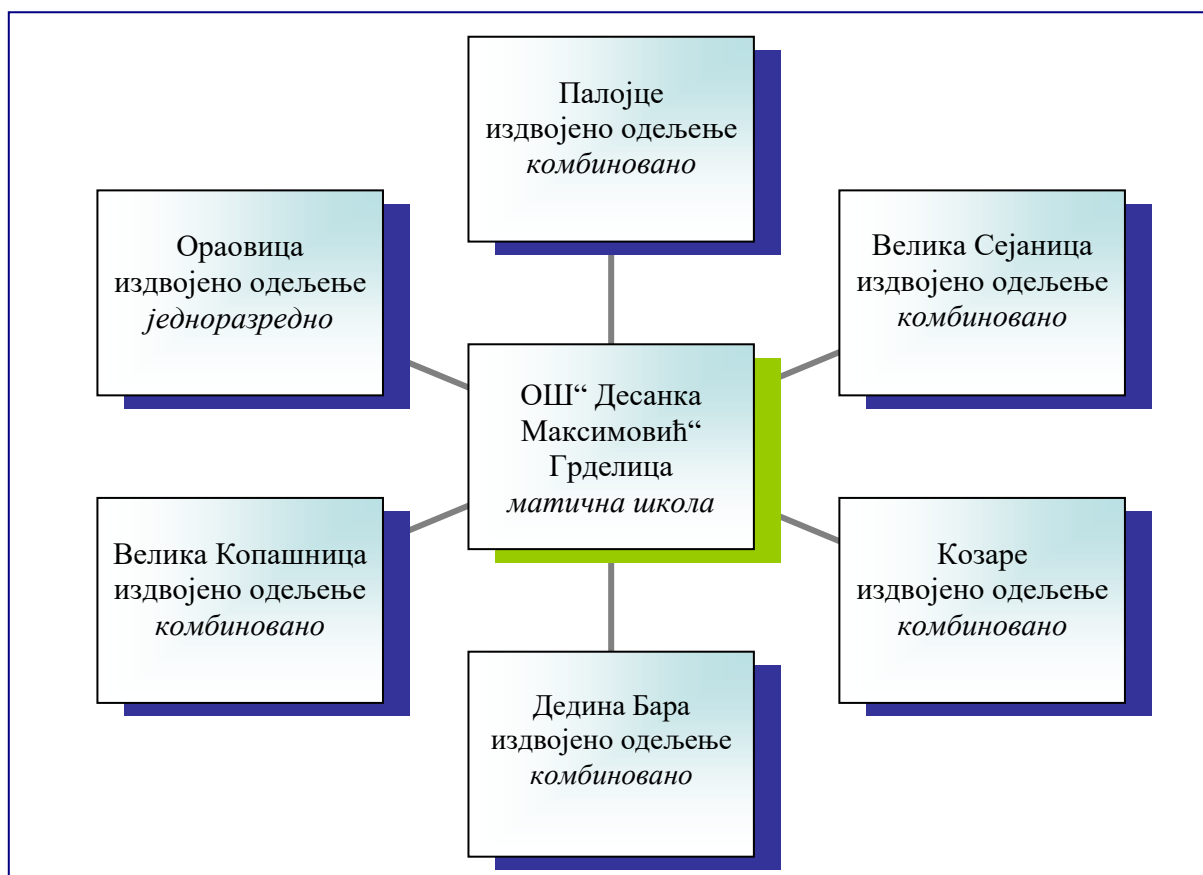 Палојце
издвојено одељење
комбиновано
Ораовица
издвојено одељење
једноразредно
Велика Сејаница
издвојено одељење
комбиновано
ОШ“ Десанка
Максимовић“
Грделица
матична школа
Велика Копашница
издвојено одељење
комбиновано
Козаре
издвојено одељење
комбиновано
Дедина Бара
издвојено одељење
комбиновано